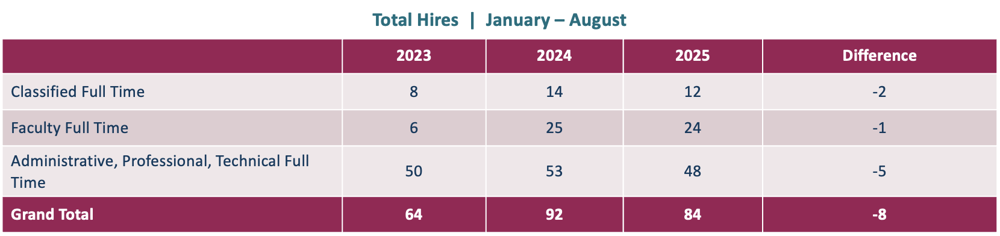 Total Hires | January – August
2023 2024 2025 Difference
Classified Full Time 8 14 12 -2
Faculty Full Time 6 25 24 -1
Administrative, Professional, Technical Full
Time 50 53 48 -5
Grand Total 64 92 84 -8